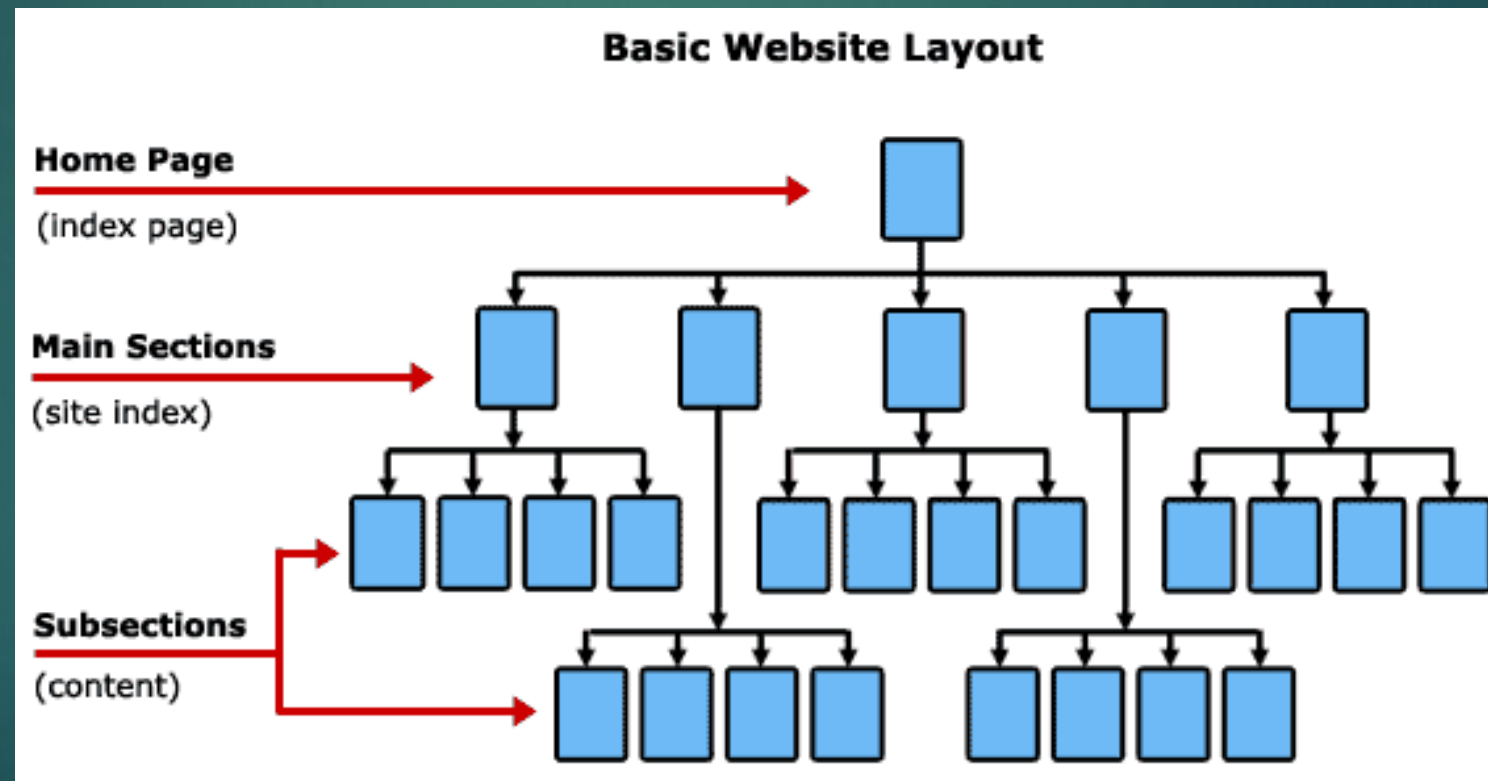 Basic Website Layout
Home Page
(index page)
Main Sections
(site index)
Subsections
(content)